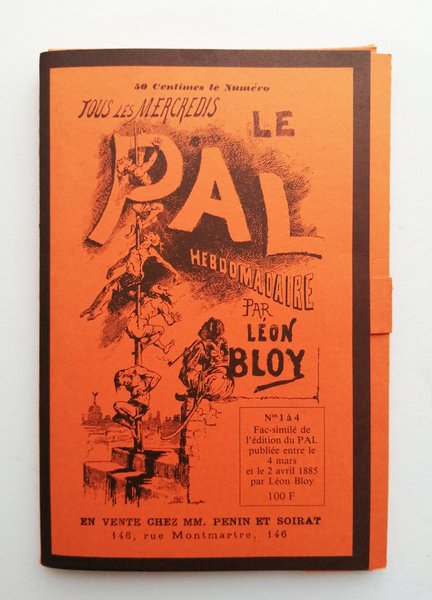 50 Centimes le Numéro
TOUS LES MERCREDIS
LE
PAL
HEBDOMADAIRE
PAR
LÉON
BLOY
Nos 1 à 4
Fac-similé de
l'édition du PAL
publiée entre le
4 mars
et le 2 avril 1885
par Léon Bloy
100 F
EN VENTE CHEZ MM. PENIN ET SOIRAT
146, rue Montmartre, 146